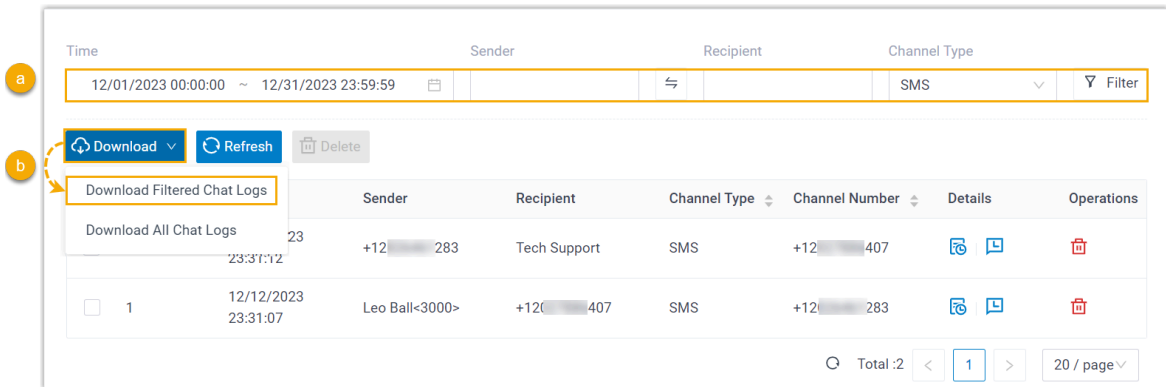 Time Sender Recipient Channel Type
a
12/01/2023 00:00:00 ~ 12/31/2023 23:59:59 SMS Filter
b
Download Refresh Delete
Download Filtered Chat Logs
Download All Chat Logs
Sender Recipient Channel Type Channel Number Details Operations
23
23:37:12
+12 283 Tech Support SMS +12 407
1 12/12/2023
23:31:07
Leo Ball<3000> +120 407 SMS +12 283
Total :2 < 1 > 20 / page